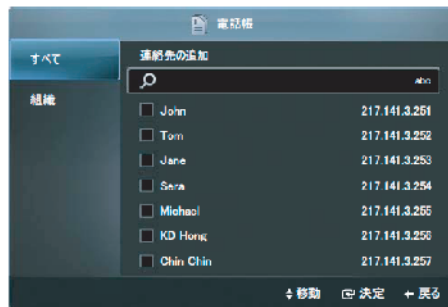 電話帳
すべて
組織
連絡先の追加
abc
John 217.141.3.251
Tom 217.141.3.252
Jane 217.141.3.253
Sara 217.141.3.254
Michael 217.141.3.255
KD Hong 217.141.3.256
Chin Chin 217.141.3.257
移動 決定 戻る